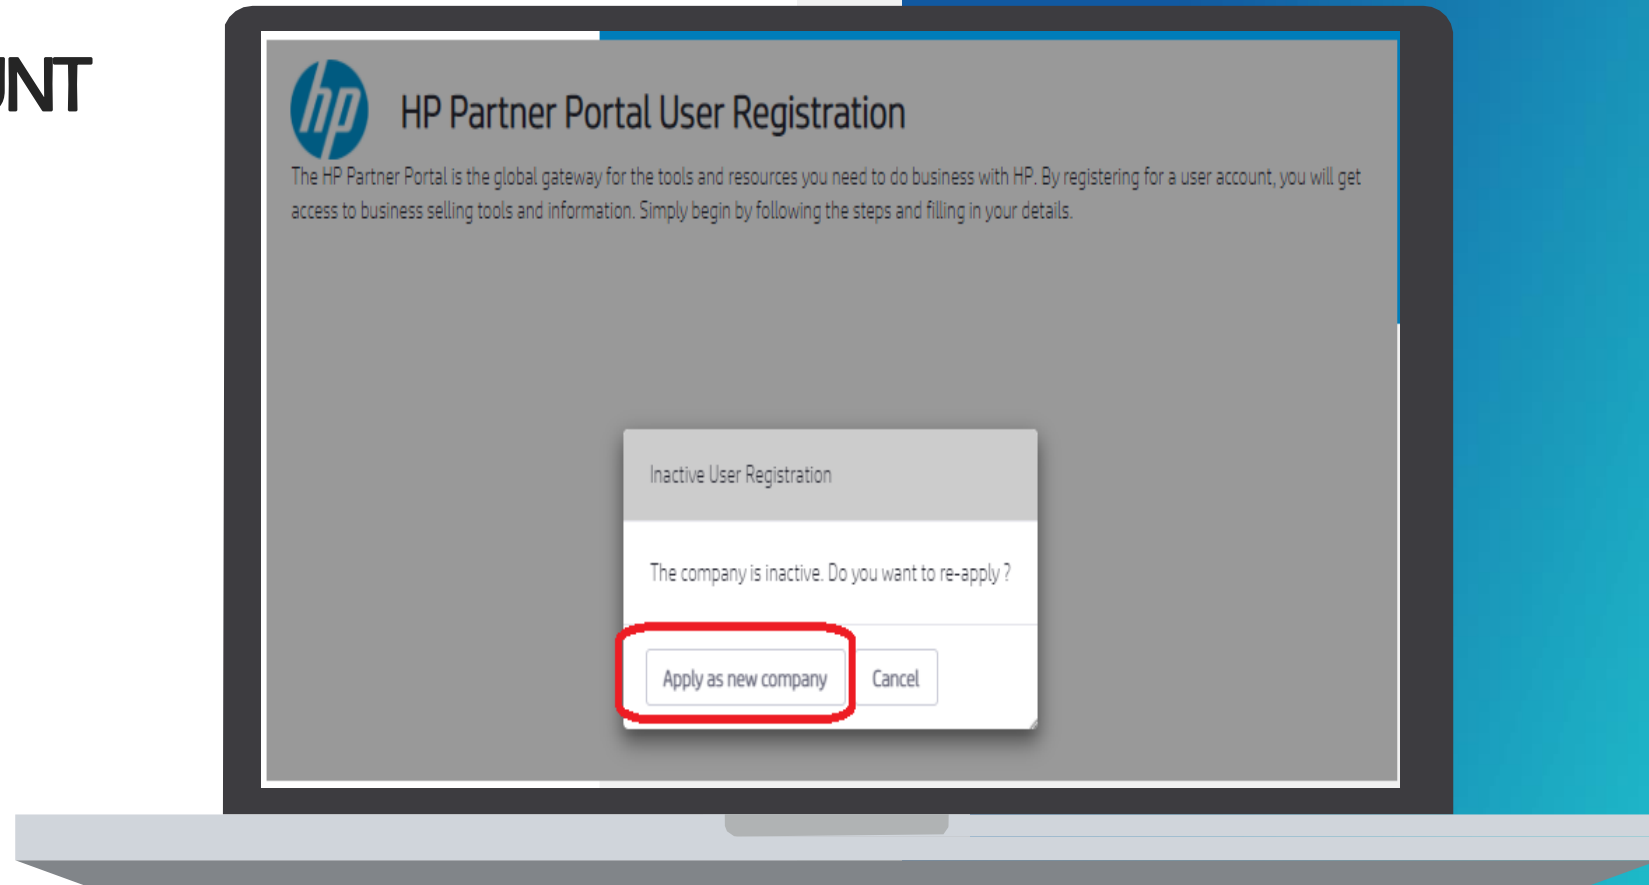 hp
HP Partner Portal User Registration
The HP Partner Portal is the global gateway for the tools and resources you need to do business with HP. By registering for a user account, you will get
access to business selling tools and information. Simply begin by following the steps and filling in your details.
Inactive User Registration
The company is inactive. Do you want to re-apply ?
Apply as new company
Cancel